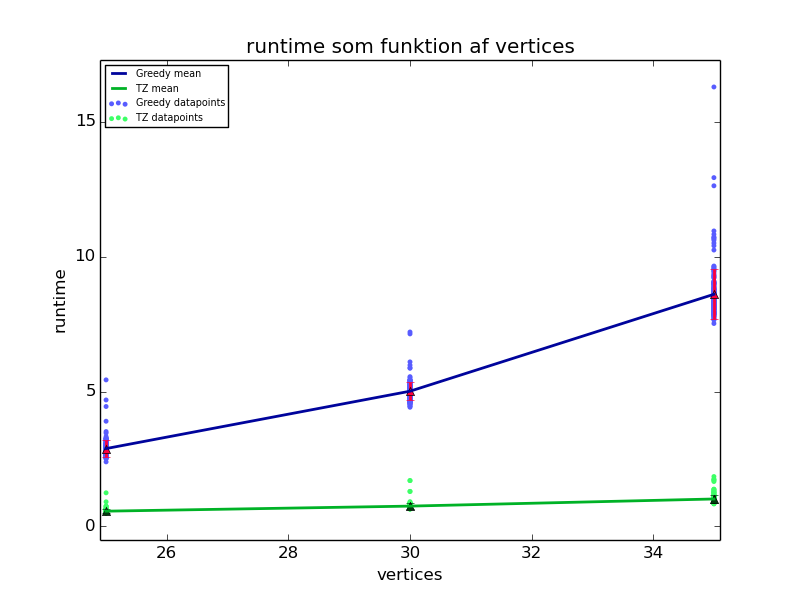 runtime som funktion af vertices
Greedy mean
TZ mean
Greedy datapoints
TZ datapoints
15
10
5
0
runtime
26 28 30 32 34
vertices